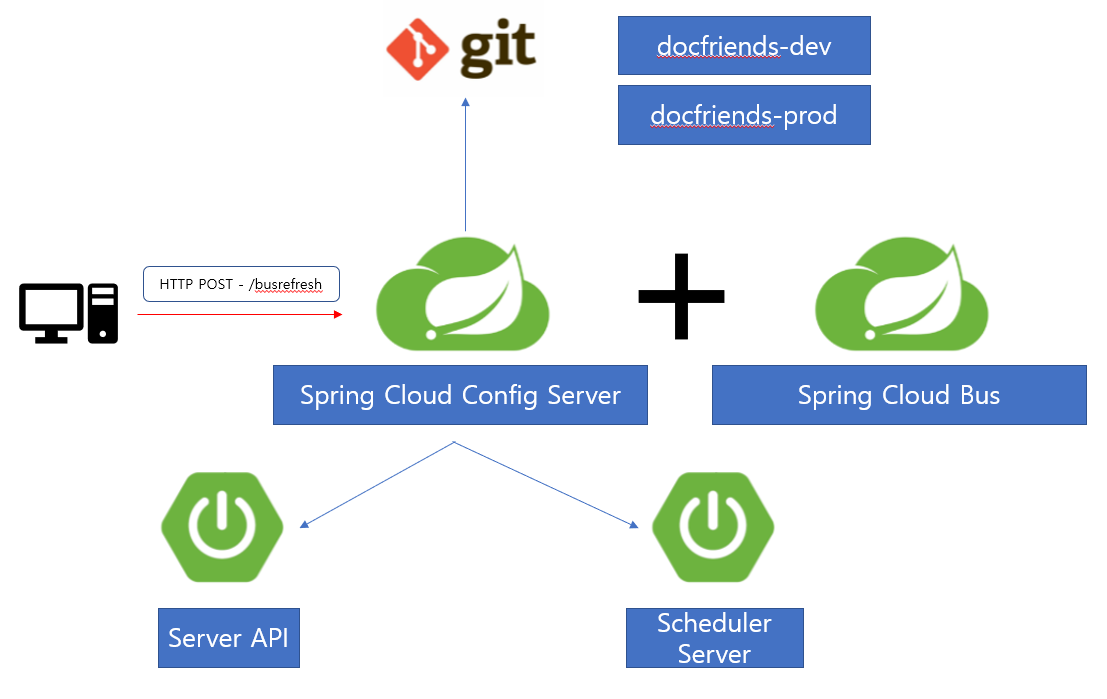 git
docfriends-dev
docfriends-prod
HTTP POST - /busrefresh
Spring Cloud Config Server
Spring Cloud Bus
Server API
Scheduler
Server